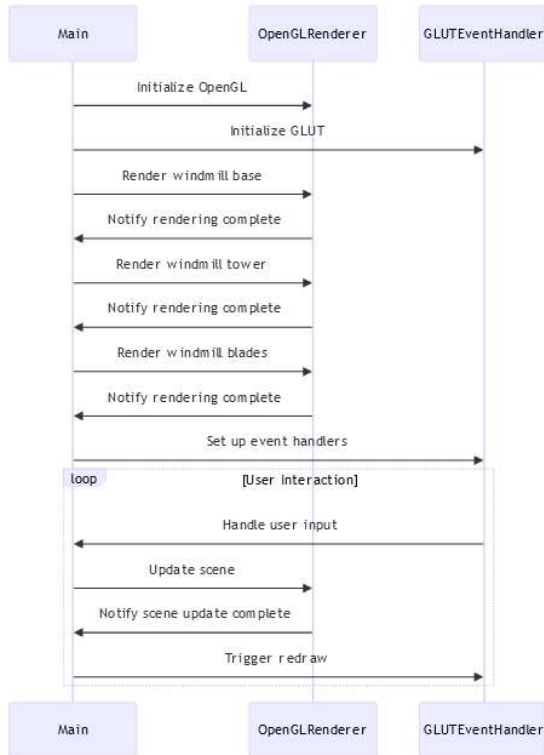 Main
OpenGLRenderer
GLUTEventHandler
Initialize OpenGL
Initialize GLUT
Render windmill base
Notify rendering complete
Render windmill tower
Notify rendering complete
Render windmill blades
Notify rendering complete
Set up event handlers
loop
[User Interaction]
Handle user input
Update scene
Notify scene update complete
Trigger redraw
Main
OpenGLRenderer
GLUTEventHandler